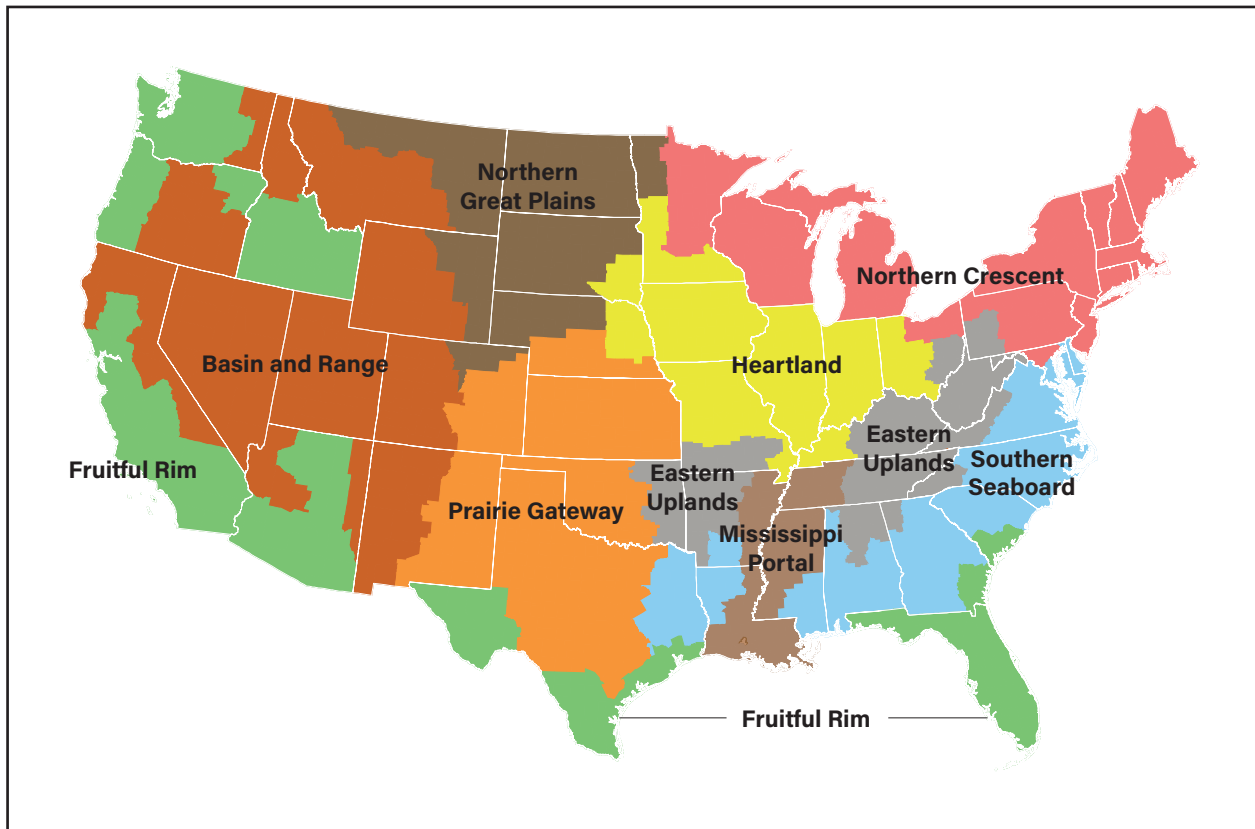 Northern
Great Plains
Northern Crescent
Basin and Range
Heartland
Eastern
Uplands
Fruitful Rim
Eastern
Uplands
Southern
Seaboard
Prairie Gateway
Mississippi
Portal
Fruitful Rim